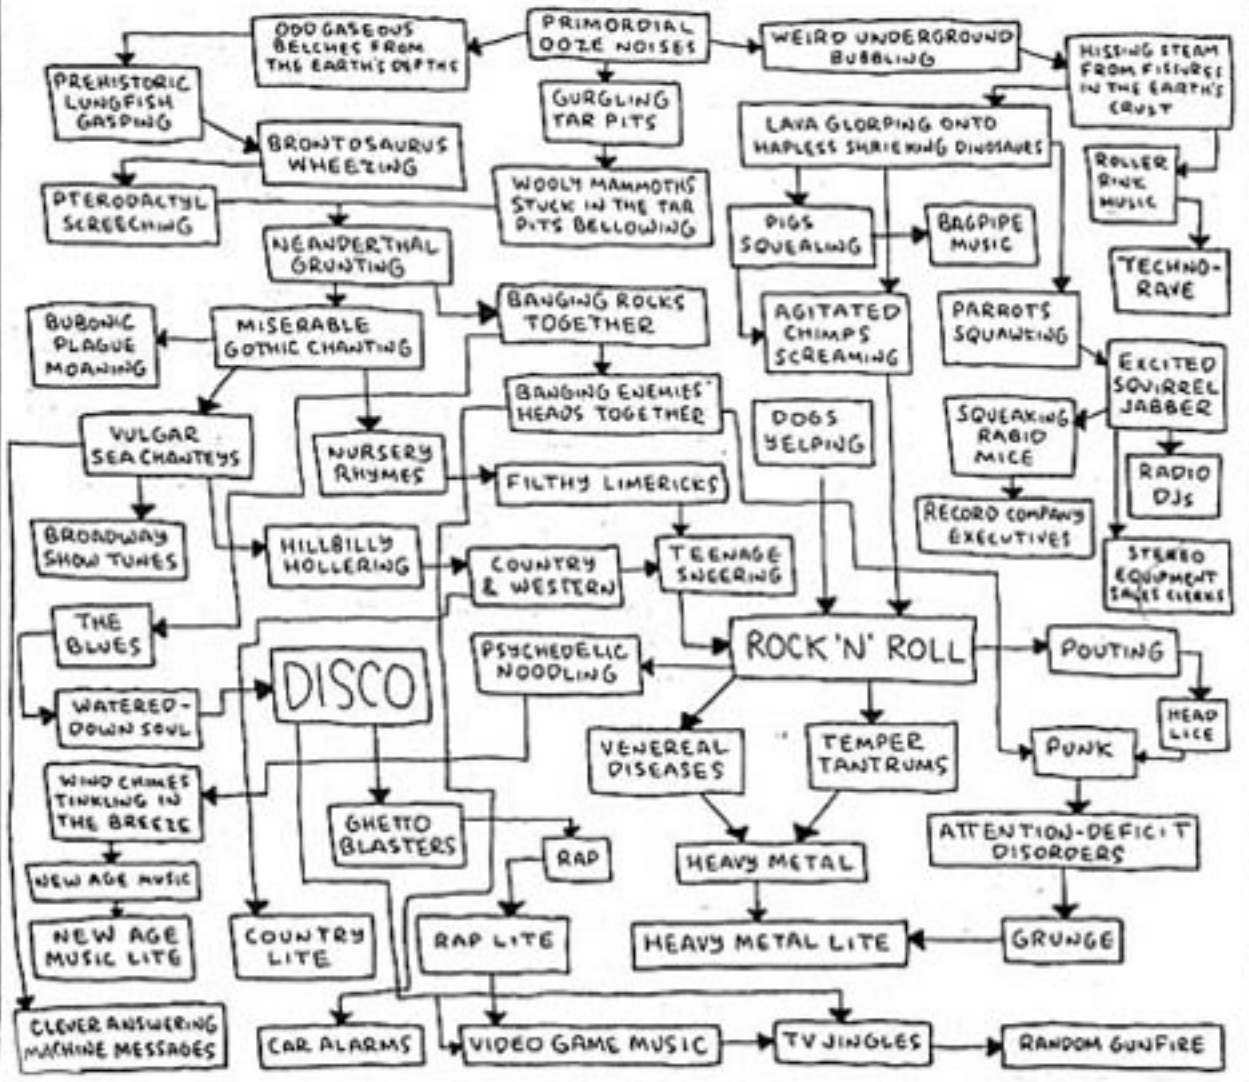 ODD GASEOUS
BELCHES FROM
THE EARTH'S DEPTHS
PRIMORDIAL
OOZE NOISES
WEIRD UNDERGROUND
BUBBLING
HISSING STEAM
FROM FISSURES
IN THE EARTH'S
CRUST
PREHISTORIC
LUNGFISH
GASPING
GURGLING
TAR PITS
LAVA GLORPING ONTO
HAPLESS SHRIEKING DINOSAURS
BRONTOSAURUS
WHEEZING
ROLLER
RINK
MUSIC
PTERODACTYL
SCREECHING
WOOLY MAMMOTHS
STUCK IN THE TAR
PITS BELLOWING
PIGS
SQUEALING
BAGPIPE
MUSIC
NEANDERTHAL
GRUNTING
TECHNO-
RAVE
BUBONIC
PLAGUE
MOANING
MISERABLE
GOTHIC CHANTING
BANGING ROCKS
TOGETHER
AGITATED
CHIMPS
SCREAMING
PARROTS
SQUAWKING
EXCITED
SQUIRREL
JABBER
BANGING ENEMIES'
HEADS TOGETHER
DOGS
YELPING
SQUEAKING
RABID
MICE
VULGAR
SEA CHANTEYS
NURSERY
RHYMES
FILTHY LIMERICKS
RADIO
DJs
BROADWAY
SHOW TUNES
HILLBILLY
HOLLERING
COUNTRY
& WESTERN
TEENAGE
SNEERING
RECORD COMPANY
EXECUTIVES
STEREO
EQUIPMENT
SALES CLERKS
THE
BLUES
PSYCHEDELIC
NOODLING
ROCK 'N' ROLL
POUTING
DISCO
WATERED-
DOWN SOUL
HEAD
LICE
VENEREAL
DISEASES
TEMPER
TANTRUMS
PUNK
WIND CHIMES
TINKLING IN
THE BREEZE
GHETTO
BLASTERS
RAP
HEAVY METAL
ATTENTION-DEFICIT
DISORDERS
NEW AGE MUSIC
NEW AGE
MUSIC LITE
COUNTRY
LITE
RAP LITE
HEAVY METAL LITE
GRUNGE
CLEVER ANSWERING
MACHINE MESSAGES
CAR ALARMS
VIDEO GAME MUSIC
TV JINGLES
RANDOM GUNFIRE